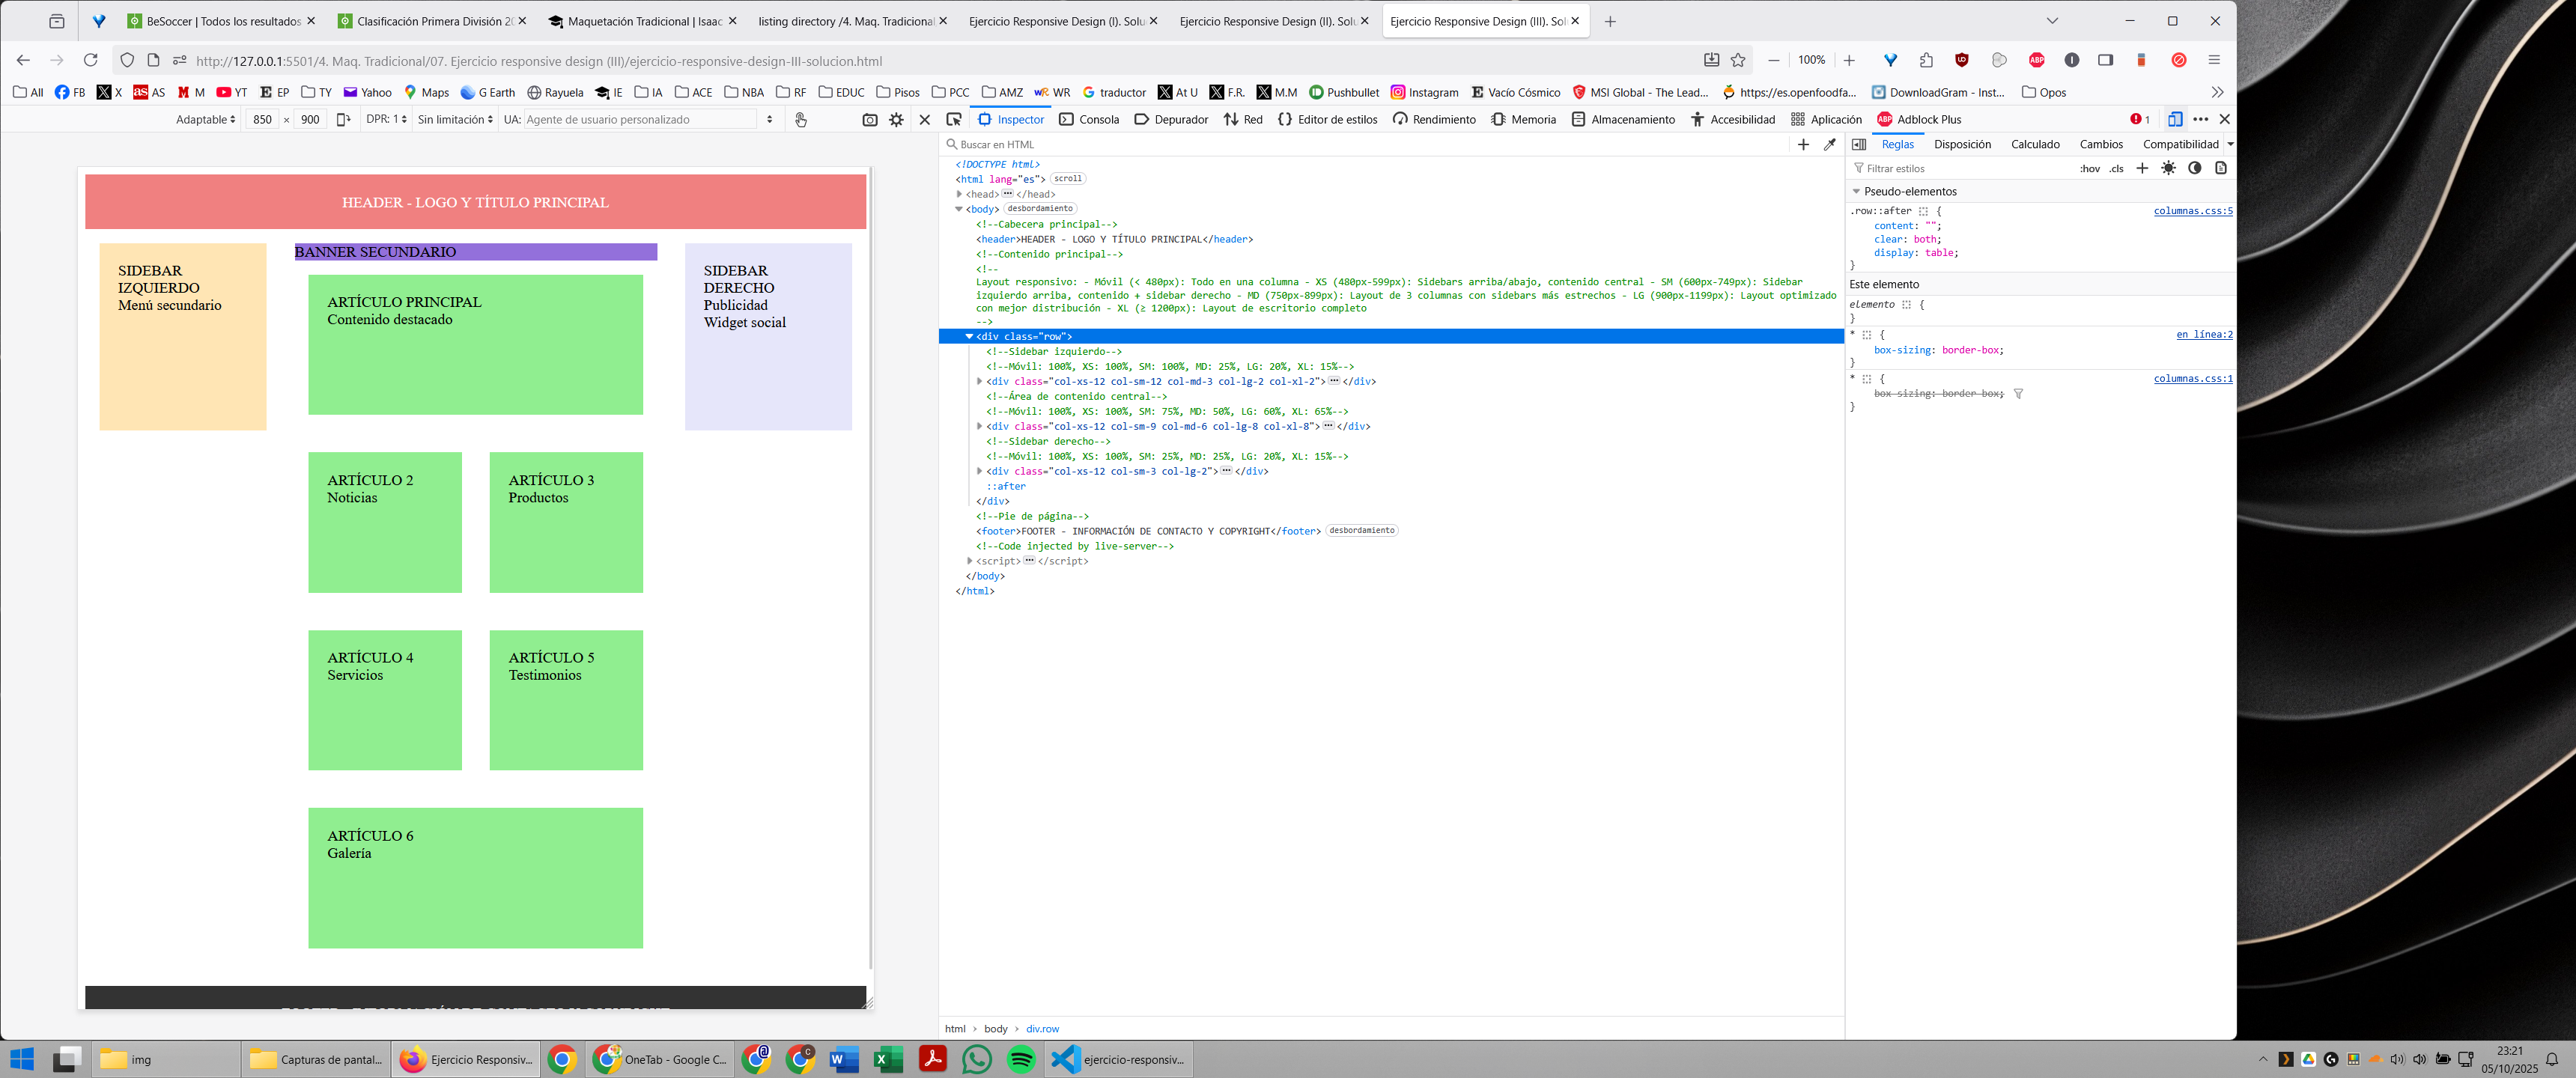 BeSoccer | Todos los resultados
Clasificación Primera División 20
Maquetación Tradicional | Isaac
listing directory /4. Maq. Tradicional
Ejercicio Responsive Design (I). Solu
Ejercicio Responsive Design (II). Solu
Ejercicio Responsive Design (III). Sol
http://127.0.0.1:5501/4. Maq. Tradicional/07. Ejercicio responsive design (III)/ejercicio-responsive-design-III-solucion.html
100%
All FB X AS M YT EP TY Yahoo Maps G Earth Rayuela IE IA ACE NBA RF EDUC Pisos PCC AMZ WR traductor At U F.R. M.M Pushbullet Instagram Vacío Cósmico MSI Global - The Lead... https://es.openfoodfa... DownloadGram - Inst... Opos
Adaptable 850 × 900 DPR: 1 Sin limitación UA: Agente de usuario personalizado
Inspector Consola Depurador Red Editor de estilos Rendimiento Memoria Almacenamiento Accesibilidad Aplicación Adblock Plus 1
HEADER - LOGO Y TÍTULO PRINCIPAL
SIDEBAR
IZQUIERDO
Menú secundario
BANNER SECUNDARIO
ARTÍCULO PRINCIPAL
Contenido destacado
SIDEBAR
DERECHO
Publicidad
Widget social
ARTÍCULO 2
Noticias
ARTÍCULO 3
Productos
ARTÍCULO 4
Servicios
ARTÍCULO 5
Testimonios
ARTÍCULO 6
Galería
Buscar en HTML
<!DOCTYPE html>
<html lang="es"> scroll
<head> ••• </head>
<body> desbordamiento
<!--Cabecera principal-->
<header>HEADER - LOGO Y TÍTULO PRINCIPAL</header>
<!--Contenido principal-->
<!--
Layout responsivo: - Móvil (< 480px): Todo en una columna - XS (480px-599px): Sidebars arriba/abajo, contenido central - SM (600px-749px): Sidebar
izquierdo arriba, contenido + sidebar derecho - MD (750px-899px): Layout de 3 columnas con sidebars más estrechos - LG (900px-1199px): Layout optimizado
con mejor distribución - XL (≥ 1200px): Layout de escritorio completo
-->
<div class="row">
<!--Sidebar izquierdo-->
<!--Móvil: 100%, XS: 100%, SM: 100%, MD: 25%, LG: 20%, XL: 15%-->
<div class="col-xs-12 col-sm-12 col-md-3 col-lg-2 col-xl-2"> ••• </div>
<!--Área de contenido central-->
<!--Móvil: 100%, XS: 100%, SM: 75%, MD: 50%, LG: 60%, XL: 65%-->
<div class="col-xs-12 col-sm-9 col-md-6 col-lg-8 col-xl-8"> ••• </div>
<!--Sidebar derecho-->
<!--Móvil: 100%, XS: 100%, SM: 25%, MD: 25%, LG: 20%, XL: 15%-->
<div class="col-xs-12 col-sm-3 col-lg-2"> ••• </div>
::after
</div>
<!--Pie de página-->
<footer>FOOTER - INFORMACIÓN DE CONTACTO Y COPYRIGHT</footer> desbordamiento
<!--Code injected by live-server-->
<script> ••• </script>
</body>
</html>
html > body > div.row
Reglas Disposición Calculado Cambios Compatibilidad
Filtrar estilos :hov .cls
Pseudo-elementos
.row::after { columnas.css:5
content: "";
clear: both;
display: table;
}
Este elemento
elemento {
}
* { en línea:2
box-sizing: border-box;
}
* { columnas.css:1
box-sizing: border-box;
}
img
Capturas de pantal...
Ejercicio Responsiv...
OneTab - Google C...
ejercicio-responsiv...
23:21
05/10/2025